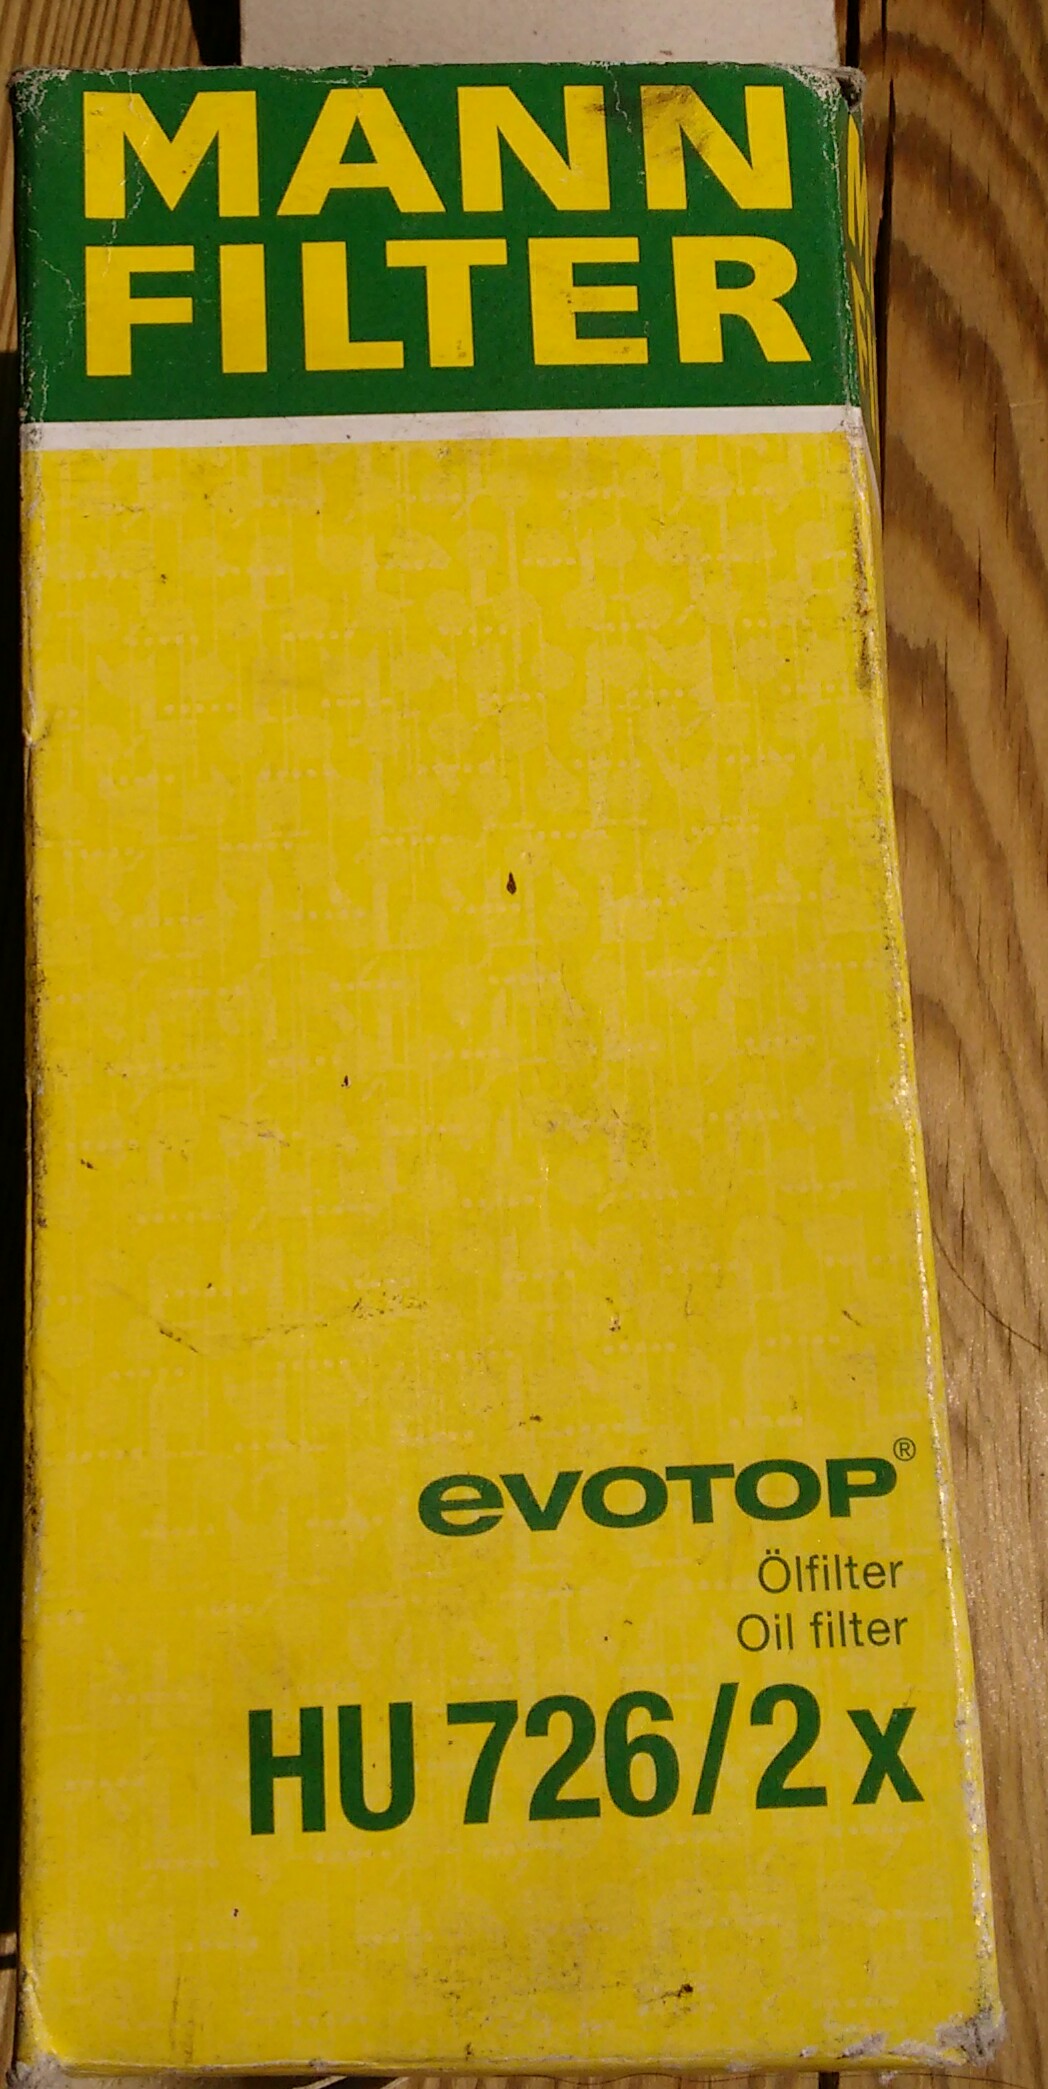 MANN
FILTER
evotop®
Ölfilter
Oil filter
HU 726/2 x